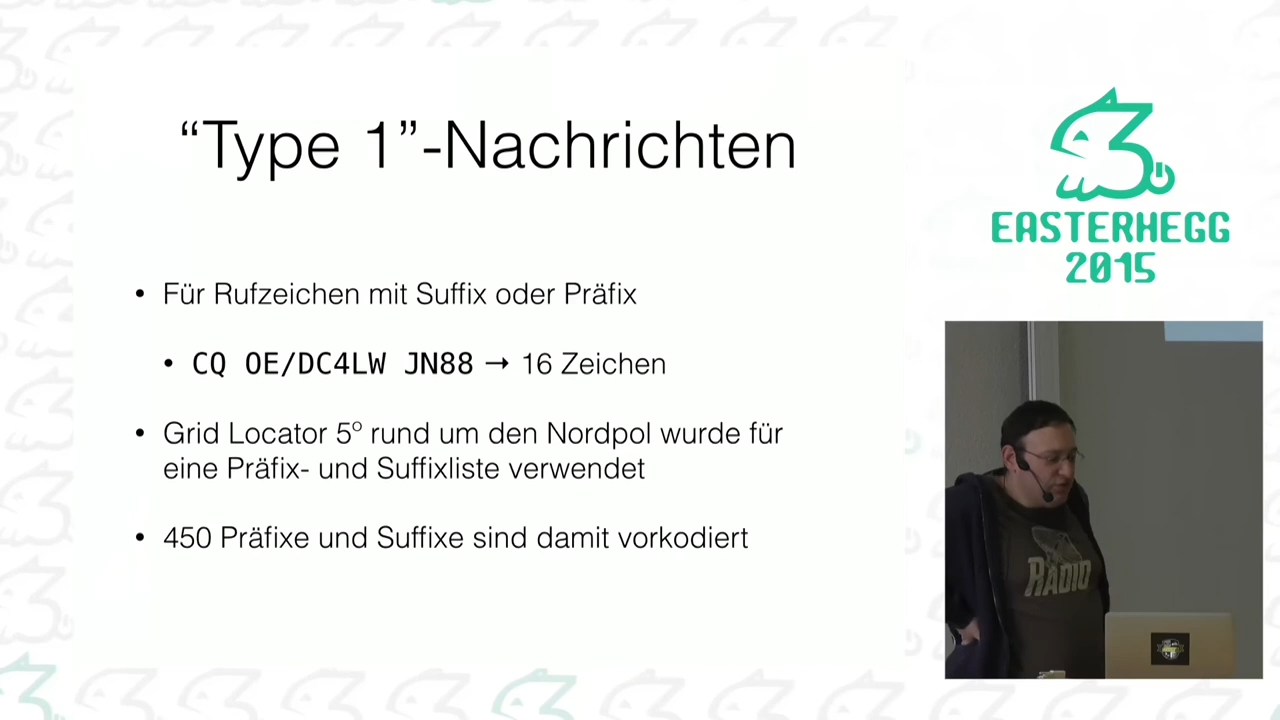 “Type 1”-Nachrichten
• Für Rufzeichen mit Suffix oder Präfix
• CQ OE/DC4LW JN88 → 16 Zeichen
• Grid Locator 5º rund um den Nordpol wurde für
eine Präfix- und Suffixliste verwendet
• 450 Präfixe und Suffixe sind damit vorkodiert
EASTERHEGG
2015
RADIO